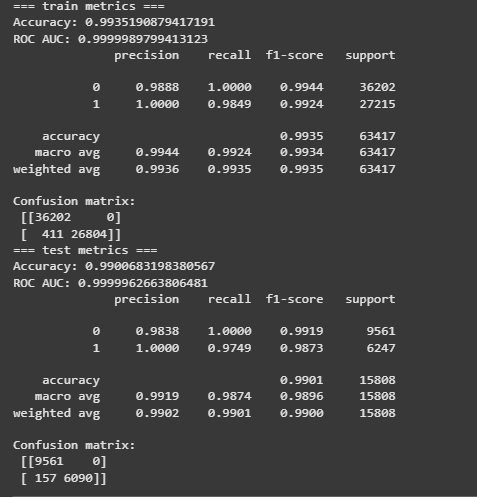 === train metrics ===
Accuracy: 0.9935190879417191
ROC AUC: 0.9999989799413123
precision recall f1-score support
0 0.9888 1.0000 0.9944 36202
1 1.0000 0.9849 0.9924 27215
accuracy 0.9935 63417
macro avg 0.9944 0.9924 0.9934 63417
weighted avg 0.9936 0.9935 0.9935 63417
Confusion matrix:
[[36202 0]
[ 411 26804]]
=== test metrics ===
Accuracy: 0.9900683198380567
ROC AUC: 0.9999962663806481
precision recall f1-score support
0 0.9838 1.0000 0.9919 9561
1 1.0000 0.9749 0.9873 6247
accuracy 0.9901 15808
macro avg 0.9919 0.9874 0.9896 15808
weighted avg 0.9902 0.9901 0.9900 15808
Confusion matrix:
[[9561 0]
[ 157 6090]]